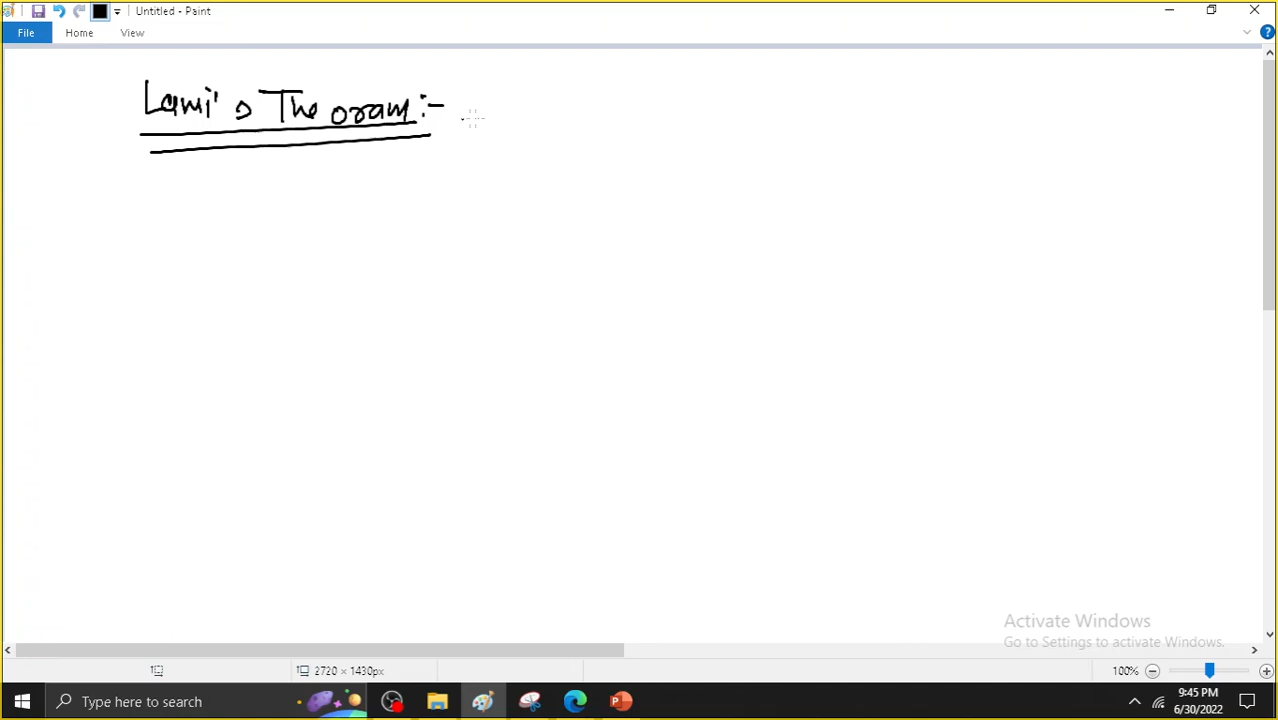 Untitled - Paint
File Home View
Lami's Theoram :-
Activate Windows
Go to Settings to activate Windows.
2720 × 1430px
100%
Type here to search
9:45 PM
6/30/2022